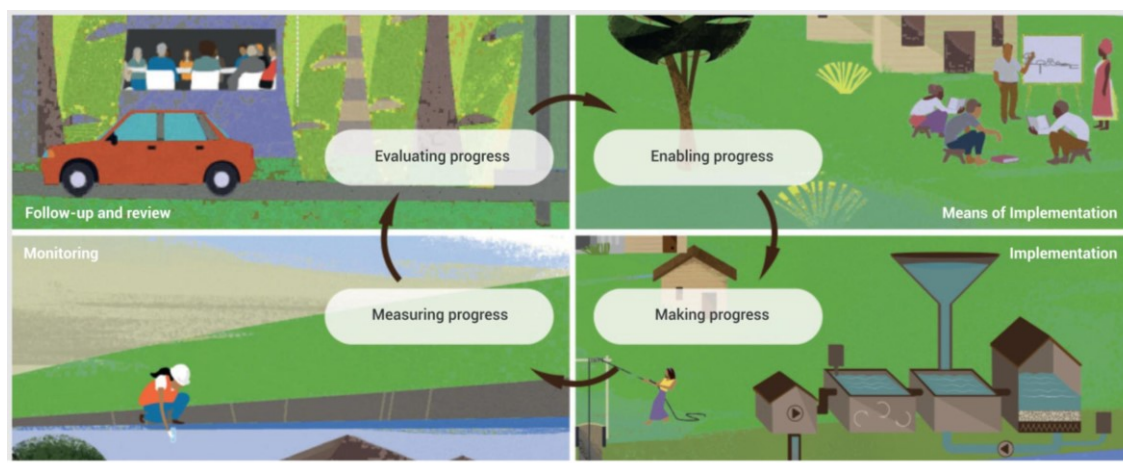 Evaluating progress
Enabling progress
Follow-up and review
Means of Implementation
Monitoring
Implementation
Measuring progress
Making progress